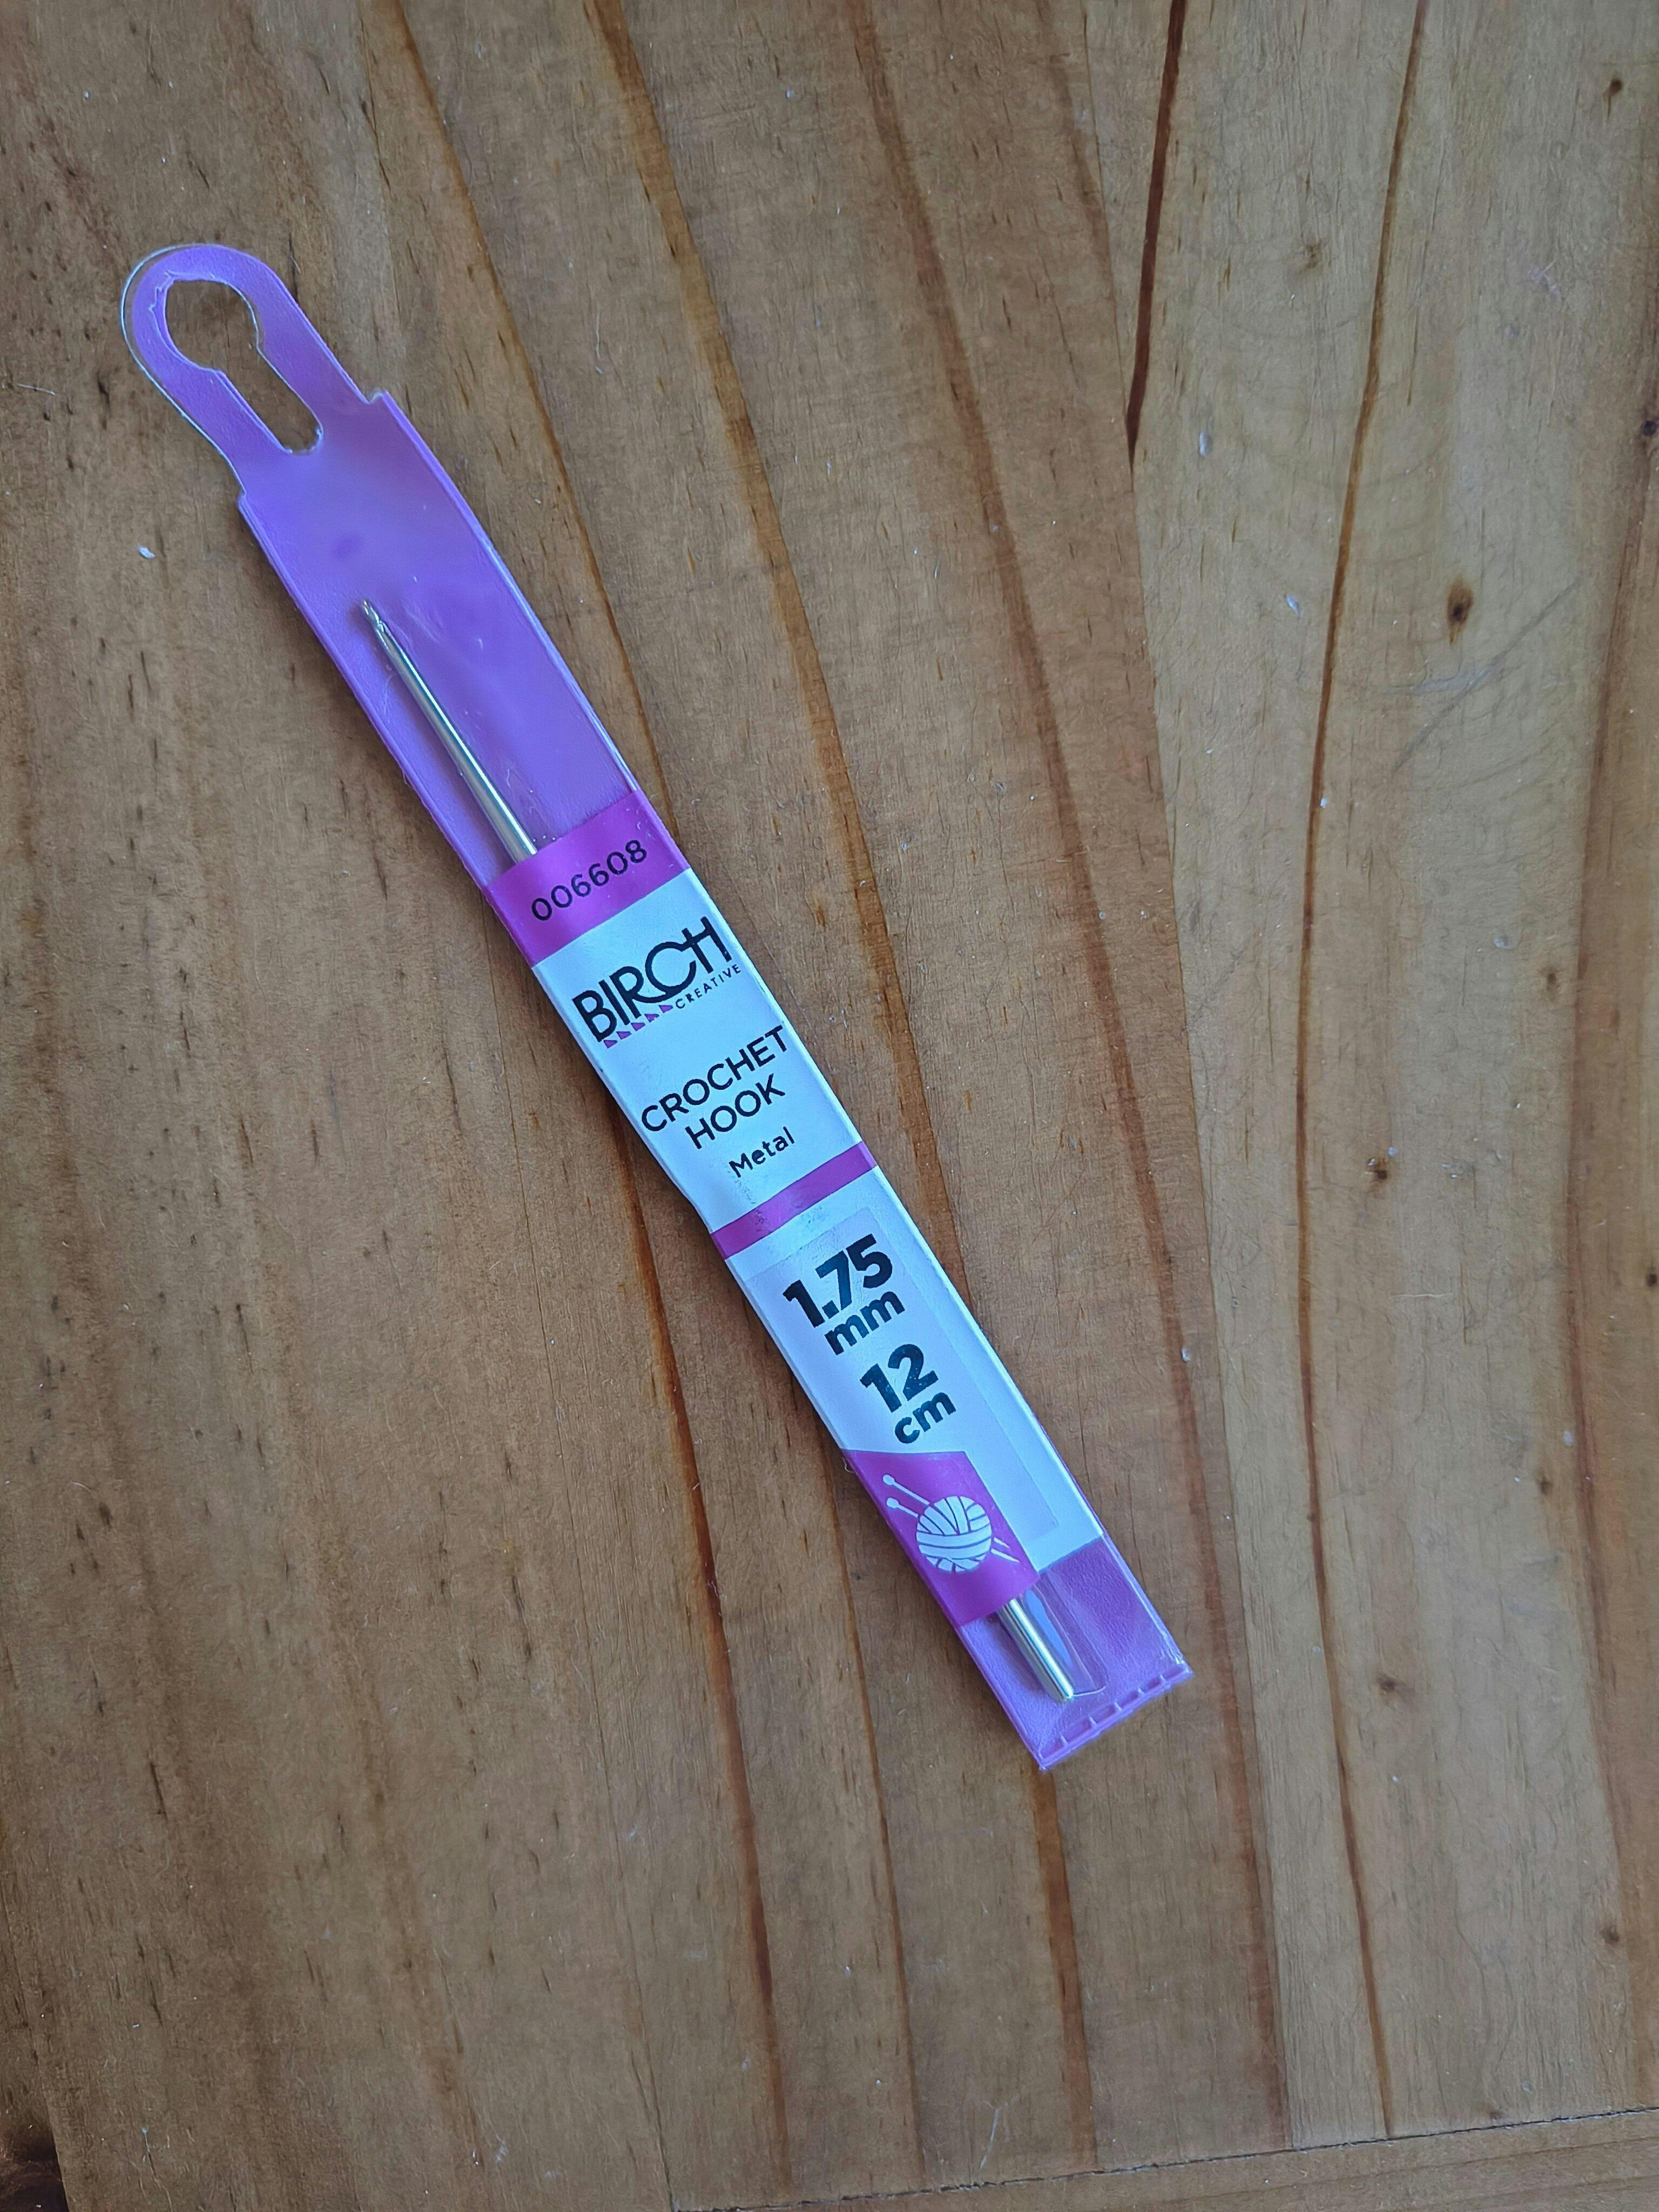 006608
BIRCH
CREATIVE
CROCHET
HOOK
Metal
1.75
mm
12
cm